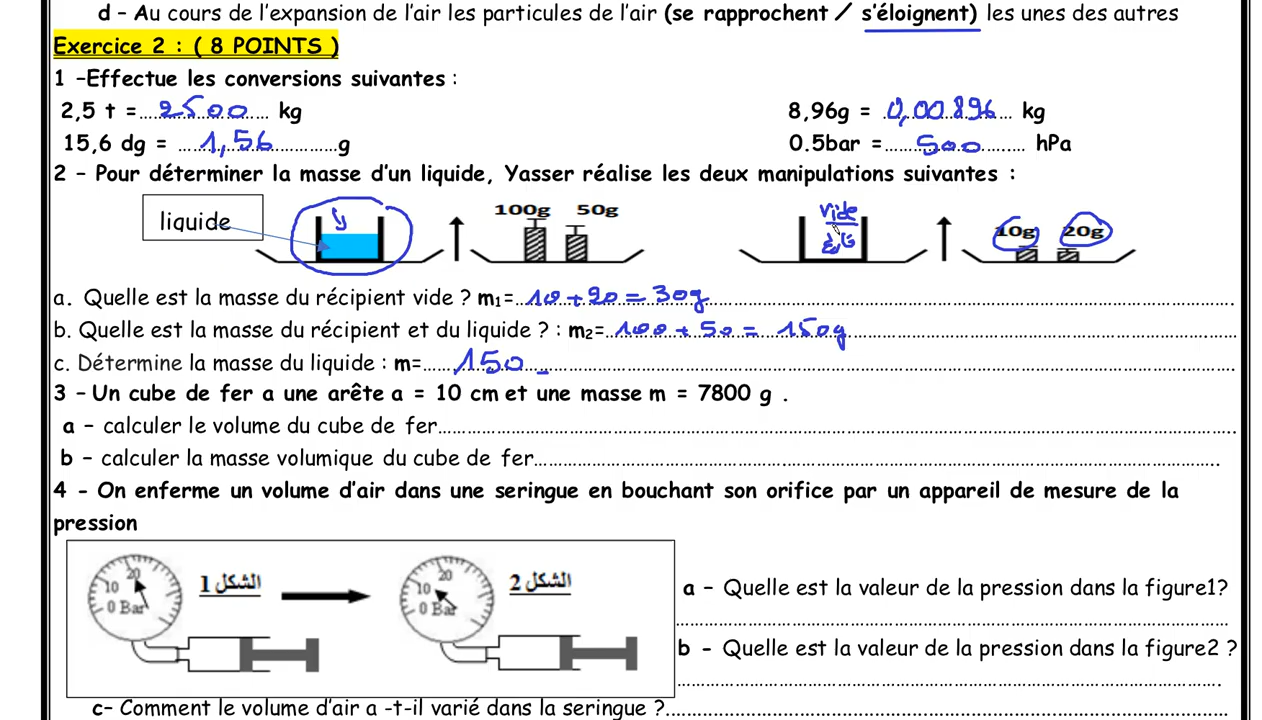 d – Au cours de l’expansion de l’air les particules de l’air (se rapprochent / s’éloignent) les unes des autres
Exercice 2 : ( 8 POINTS )
1 –Effectue les conversions suivantes :
2,5 t =....2500.... kg 8,96g = ...0,00896... kg
15,6 dg = ....1,56..................g 0.5bar =......500....... hPa
2 – Pour déterminer la masse d’un liquide, Yasser réalise les deux manipulations suivantes :
liquide 100g 50g vide 10g 20g
a. Quelle est la masse du récipient vide ? m1=...10 + 20 = 30g..........
b. Quelle est la masse du récipient et du liquide ? : m2=...100 + 50 = 150g..........
c. Détermine la masse du liquide : m=......150 -..........
3 – Un cube de fer a une arête a = 10 cm et une masse m = 7800 g .
a – calculer le volume du cube de fer..........
b – calculer la masse volumique du cube de fer..........
4 - On enferme un volume d’air dans une seringue en bouchant son orifice par un appareil de mesure de la
pression
20 10 0 Bar الشكل 1 20 10 0 Bar الشكل 2
a – Quelle est la valeur de la pression dans la figure1?
..........
b - Quelle est la valeur de la pression dans la figure2 ?
..........
c– Comment le volume d’air a -t-il varié dans la seringue ?..........